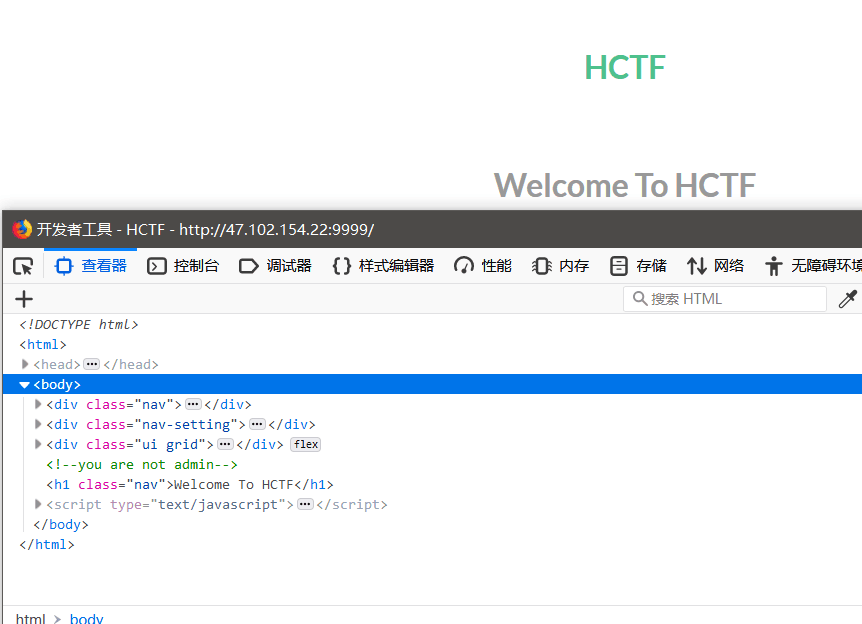 HCTF
Welcome To HCTF
开发者工具 - HCTF - http://47.102.154.22:9999/
查看器 控制台 调试器 {} 样式编辑器 性能 内存 存储 网络 无障碍环
+ 搜索 HTML
<!DOCTYPE html>
<html>
<head>•••</head>
<body>
<div class="nav">•••</div>
<div class="nav-setting">•••</div>
<div class="ui grid">•••</div> flex
<!--you are not admin-->
<h1 class="nav">Welcome To HCTF</h1>
<script type="text/javascript">•••</script>
</body>
</html>
html > body